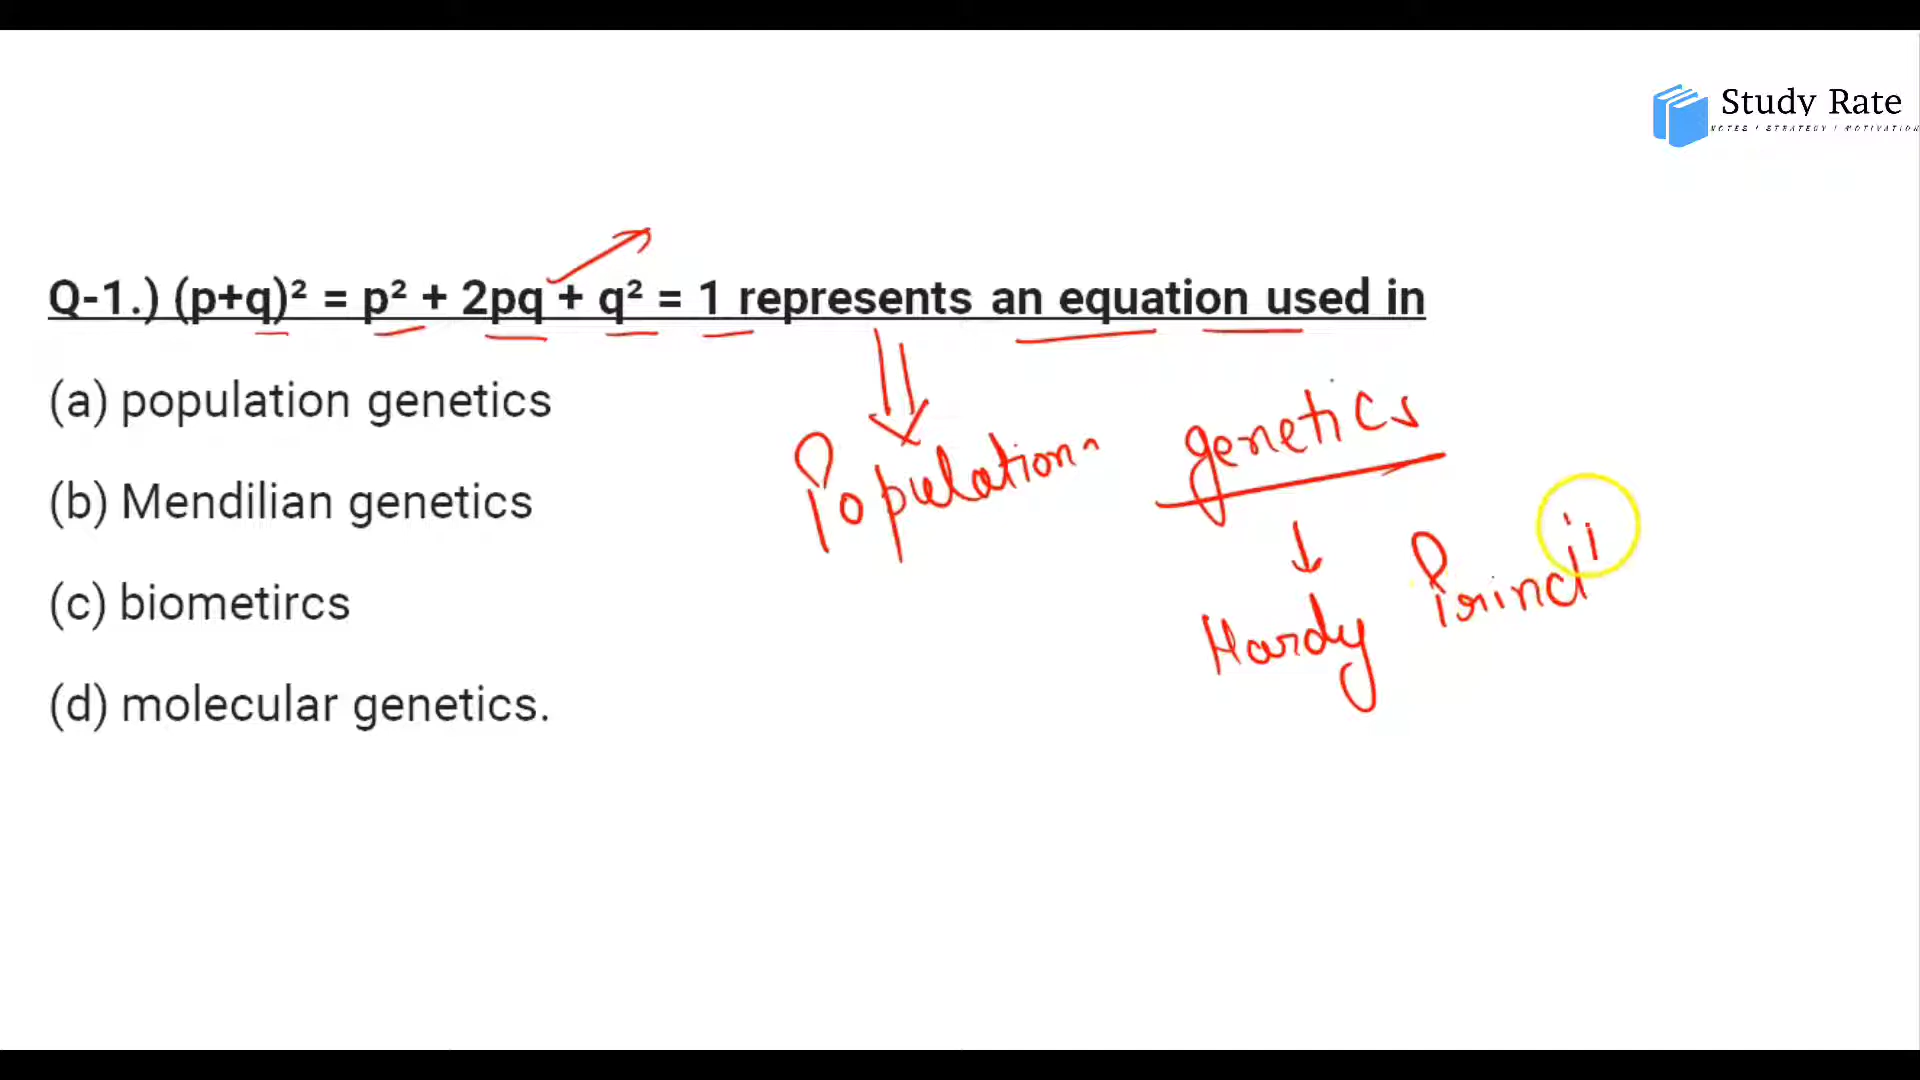 Study Rate
NOTES / STRATEGY / MOTIVATION
Q-1.) (p+q)² = p² + 2pq + q² = 1 represents an equation used in
(a) population genetics
(b) Mendilian genetics
(c) biometircs
(d) molecular genetics.
Population genetics
Hardy Princi